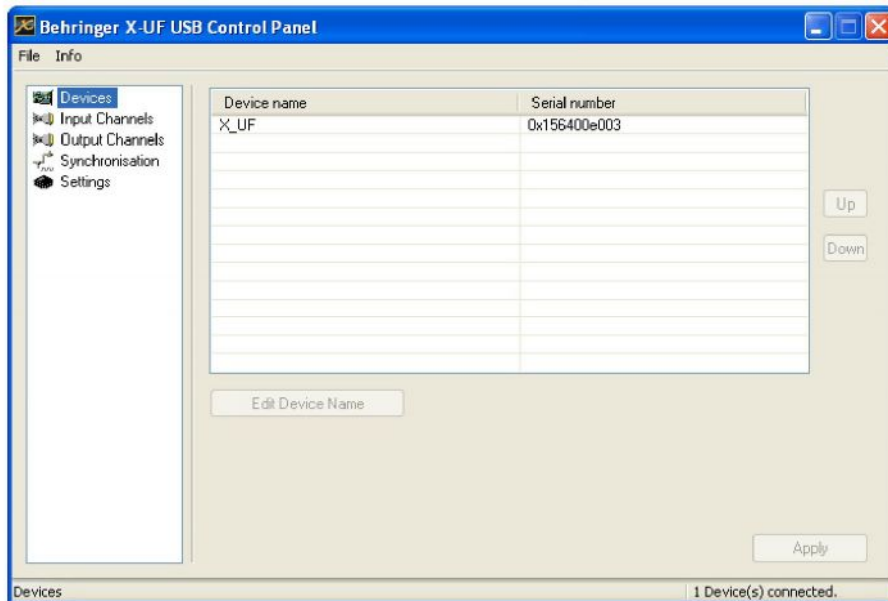 Behringer X-UF USB Control Panel
File Info
Devices
Input Channels
Output Channels
Synchronisation
Settings
Device name Serial number
X_UF 0x156400e003
Up
Down
Edit Device Name
Apply
Devices 1 Device(s) connected.